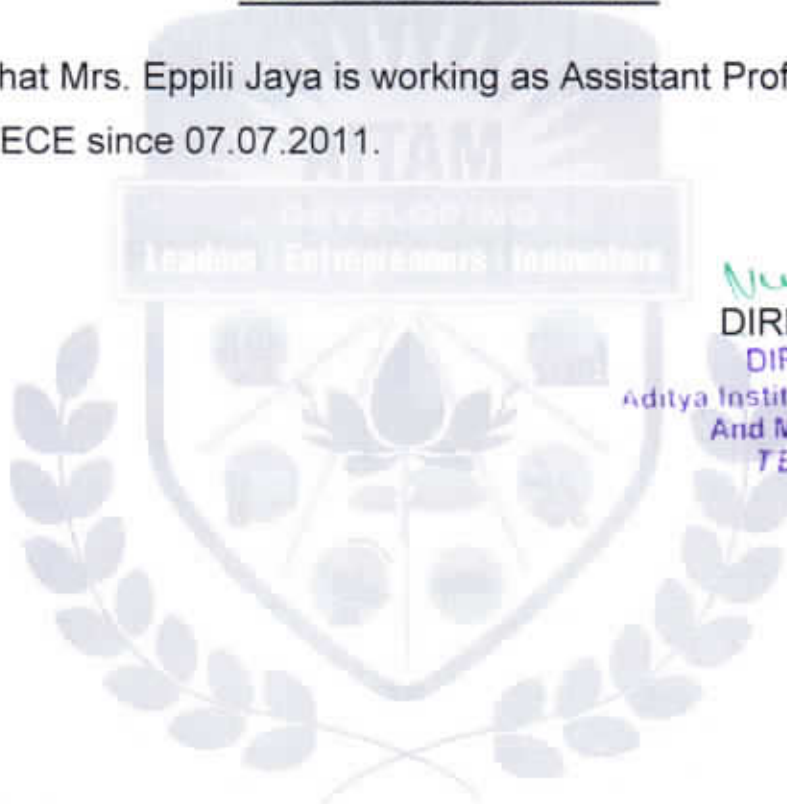 hat Mrs. Eppili Jaya is working as Assistant Prof
ECE since 07.07.2011.
AITAM
DEVELOPING
Leaders Entrepreneurs Innovators
DIR
DIR
Aditya Instit
And M
TE